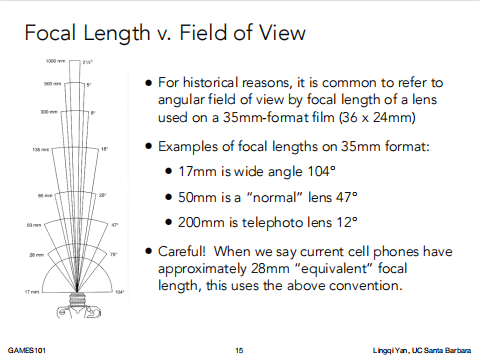 Focal Length v. Field of View
1000 mm 2½°
500 mm 5°
300 mm 8°
135 mm 18°
85 mm 28°
50 mm 47°
28 mm 75°
17 mm 104°
● For historical reasons, it is common to refer to
angular field of view by focal length of a lens
used on a 35mm-format film (36 x 24mm)
● Examples of focal lengths on 35mm format:
● 17mm is wide angle 104°
● 50mm is a “normal” lens 47°
● 200mm is telephoto lens 12°
● Careful! When we say current cell phones have
approximately 28mm “equivalent” focal
length, this uses the above convention.
GAMES101 15 Lingqi Yan, UC Santa Barbara